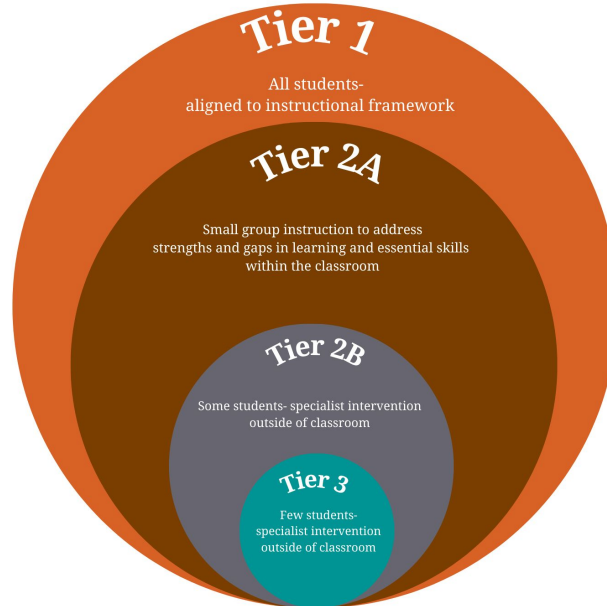 Tier 1
All students-
aligned to instructional framework
Tier 2A
Small group instruction to address
strengths and gaps in learning and essential skills
within the classroom
Tier 2B
Some students- specialist intervention
outside of classroom
Tier 3
Few students-
specialist intervention
outside of classroom